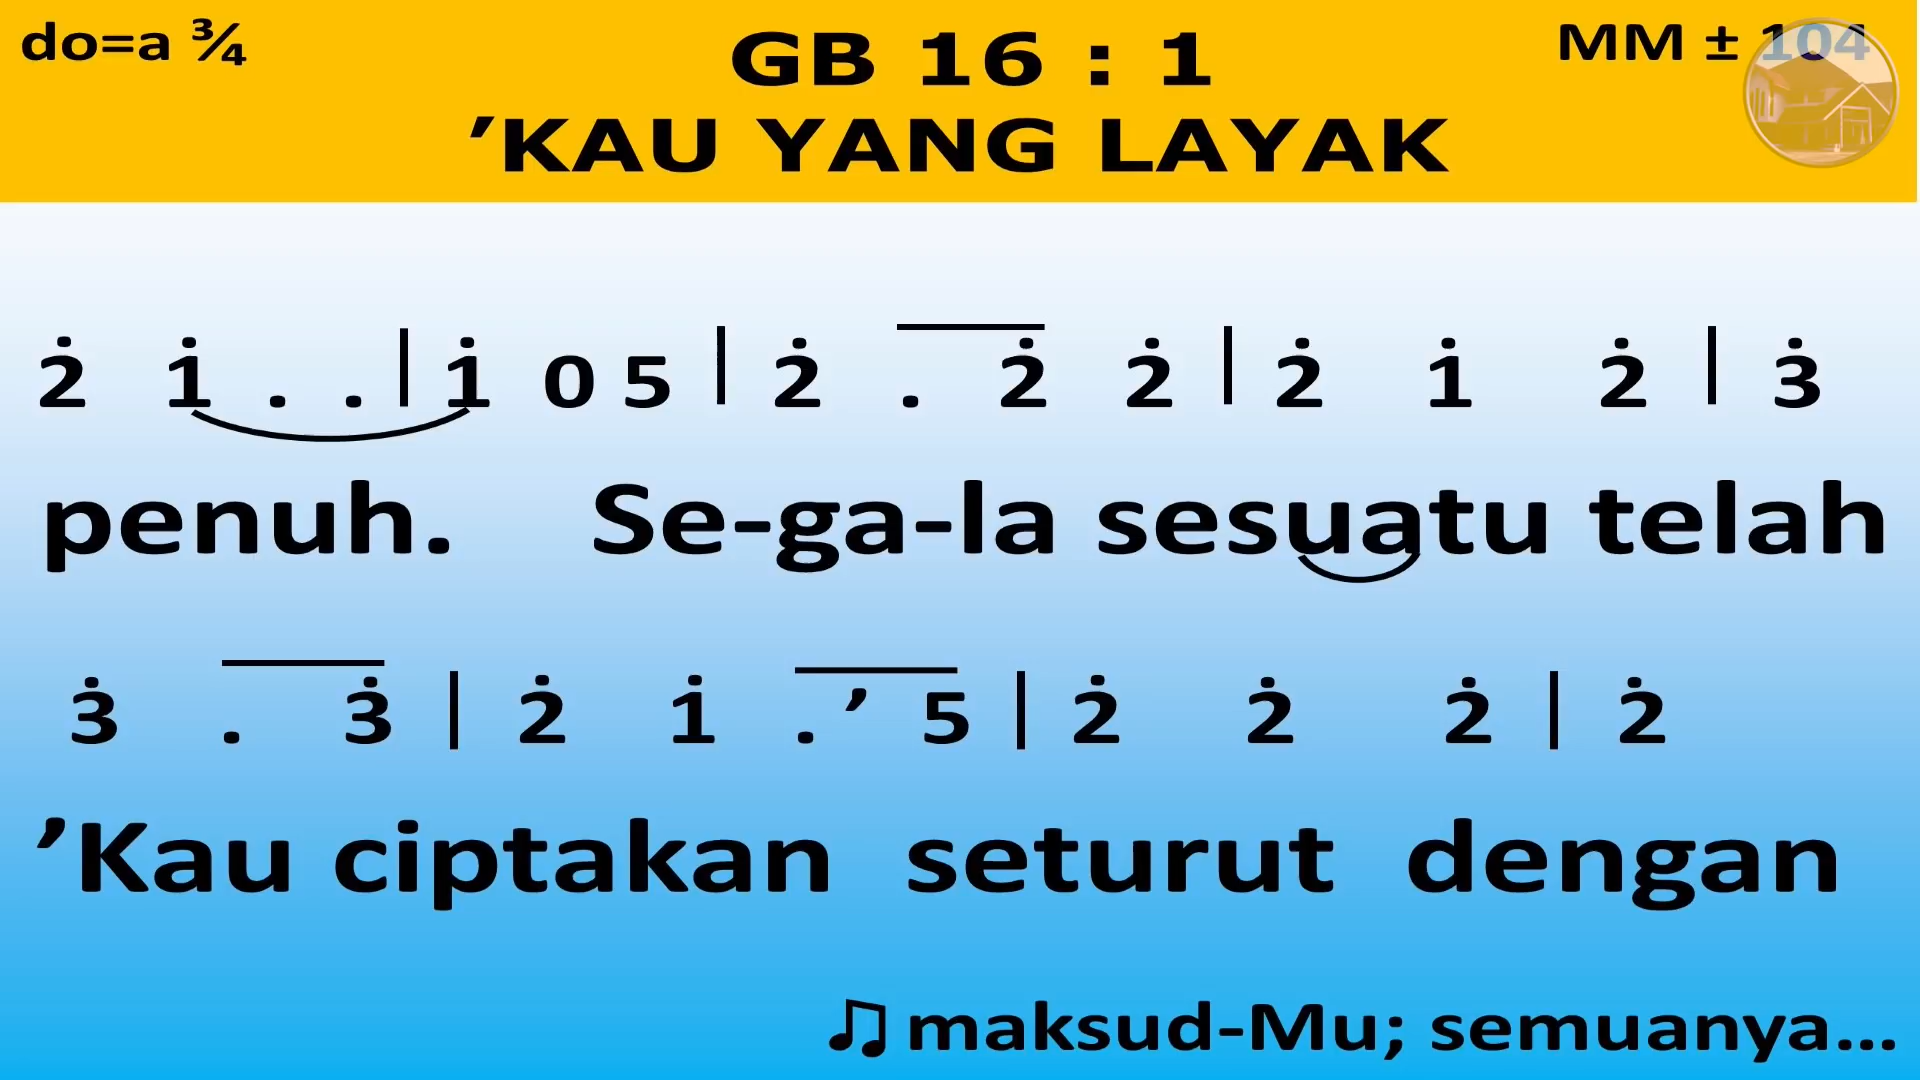 do=a ¾
GB 16 : 1
MM ± 104
’KAU YANG LAYAK
2̇ 1̇ . . | 1̇ 0 5 | 2̇ . 2̇ 2̇ | 2̇ 1̇ 2̇ | 3̇
penuh. Se-ga-la sesuatu telah
3̇ . 3̇ | 2̇ 1̇ . ’ 5 | 2̇ 2̇ 2̇ | 2̇
’Kau ciptakan seturut dengan
♫ maksud-Mu; semuanya...